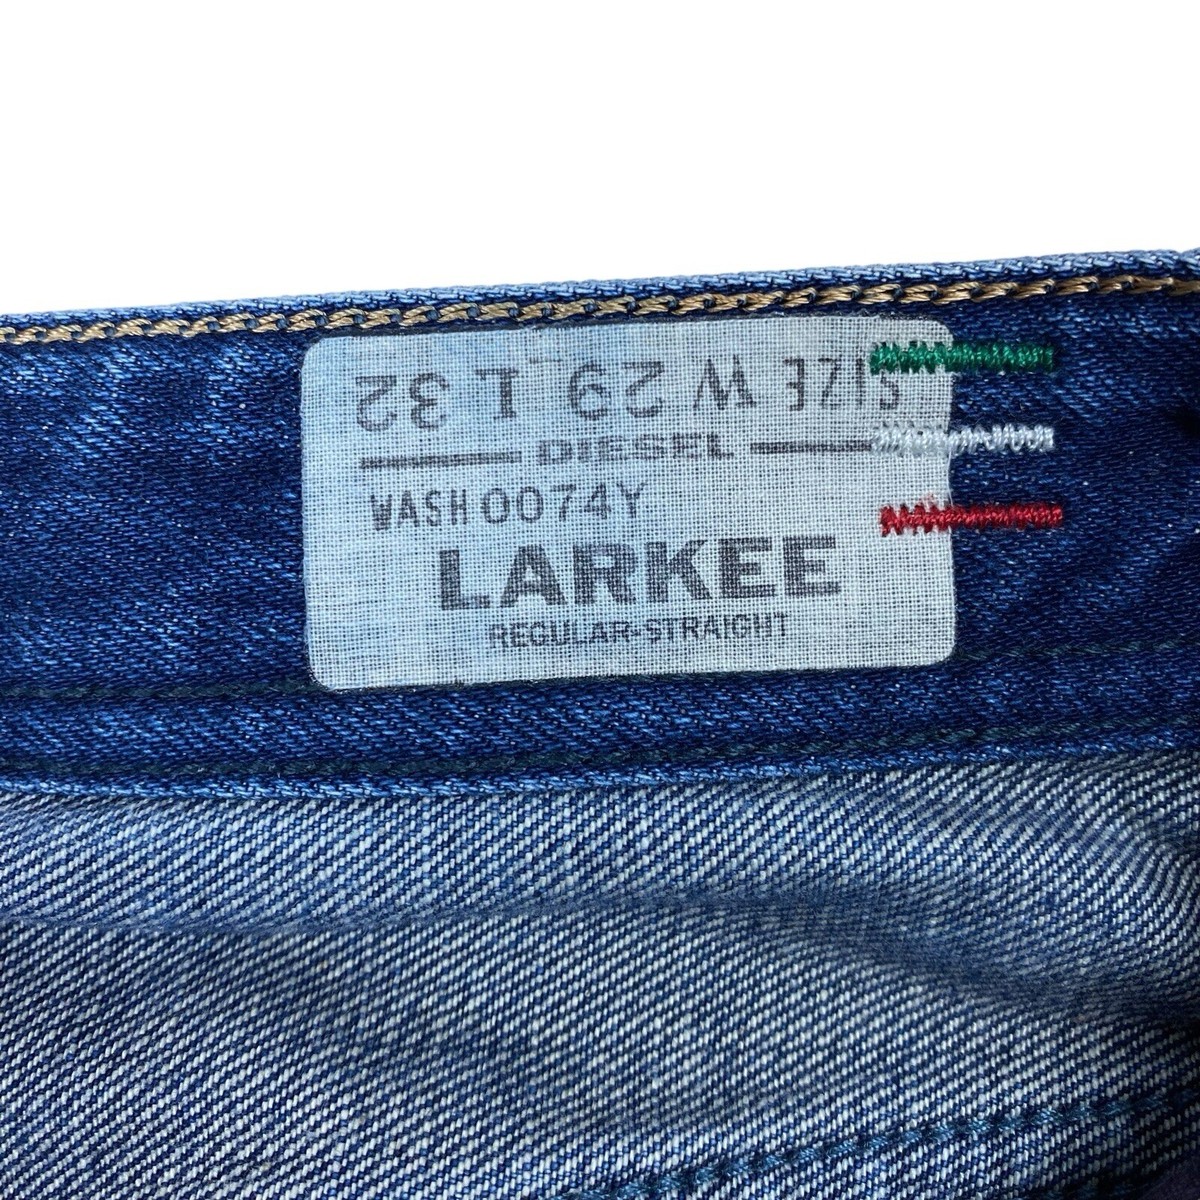 SIZE W 29 L 32
DIESEL
WASH 0074Y
LARKEE
REGULAR-STRAIGHT